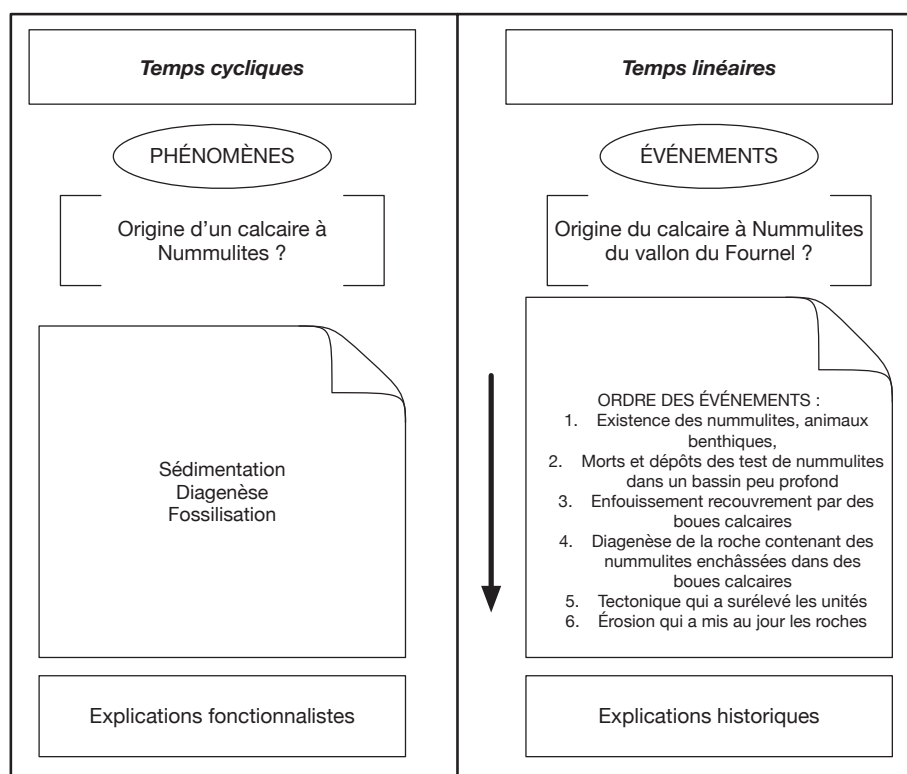 Temps cycliques
PHÉNOMÈNES
Origine d'un calcaire à
Nummulites ?
Sédimentation
Diagenèse
Fossilisation
Explications fonctionnalistes
Temps linéaires
ÉVÉNEMENTS
Origine du calcaire à Nummulites
du vallon du Fournel ?
ORDRE DES ÉVÉNEMENTS :
1. Existence des nummulites, animaux
benthiques,
2. Morts et dépôts des test de nummulites
dans un bassin peu profond
3. Enfouissement recouvrement par des
boues calcaires
4. Diagenèse de la roche contenant des
nummulites enchâssées dans des
boues calcaires
5. Tectonique qui a surélevé les unités
6. Érosion qui a mis au jour les roches
Explications historiques